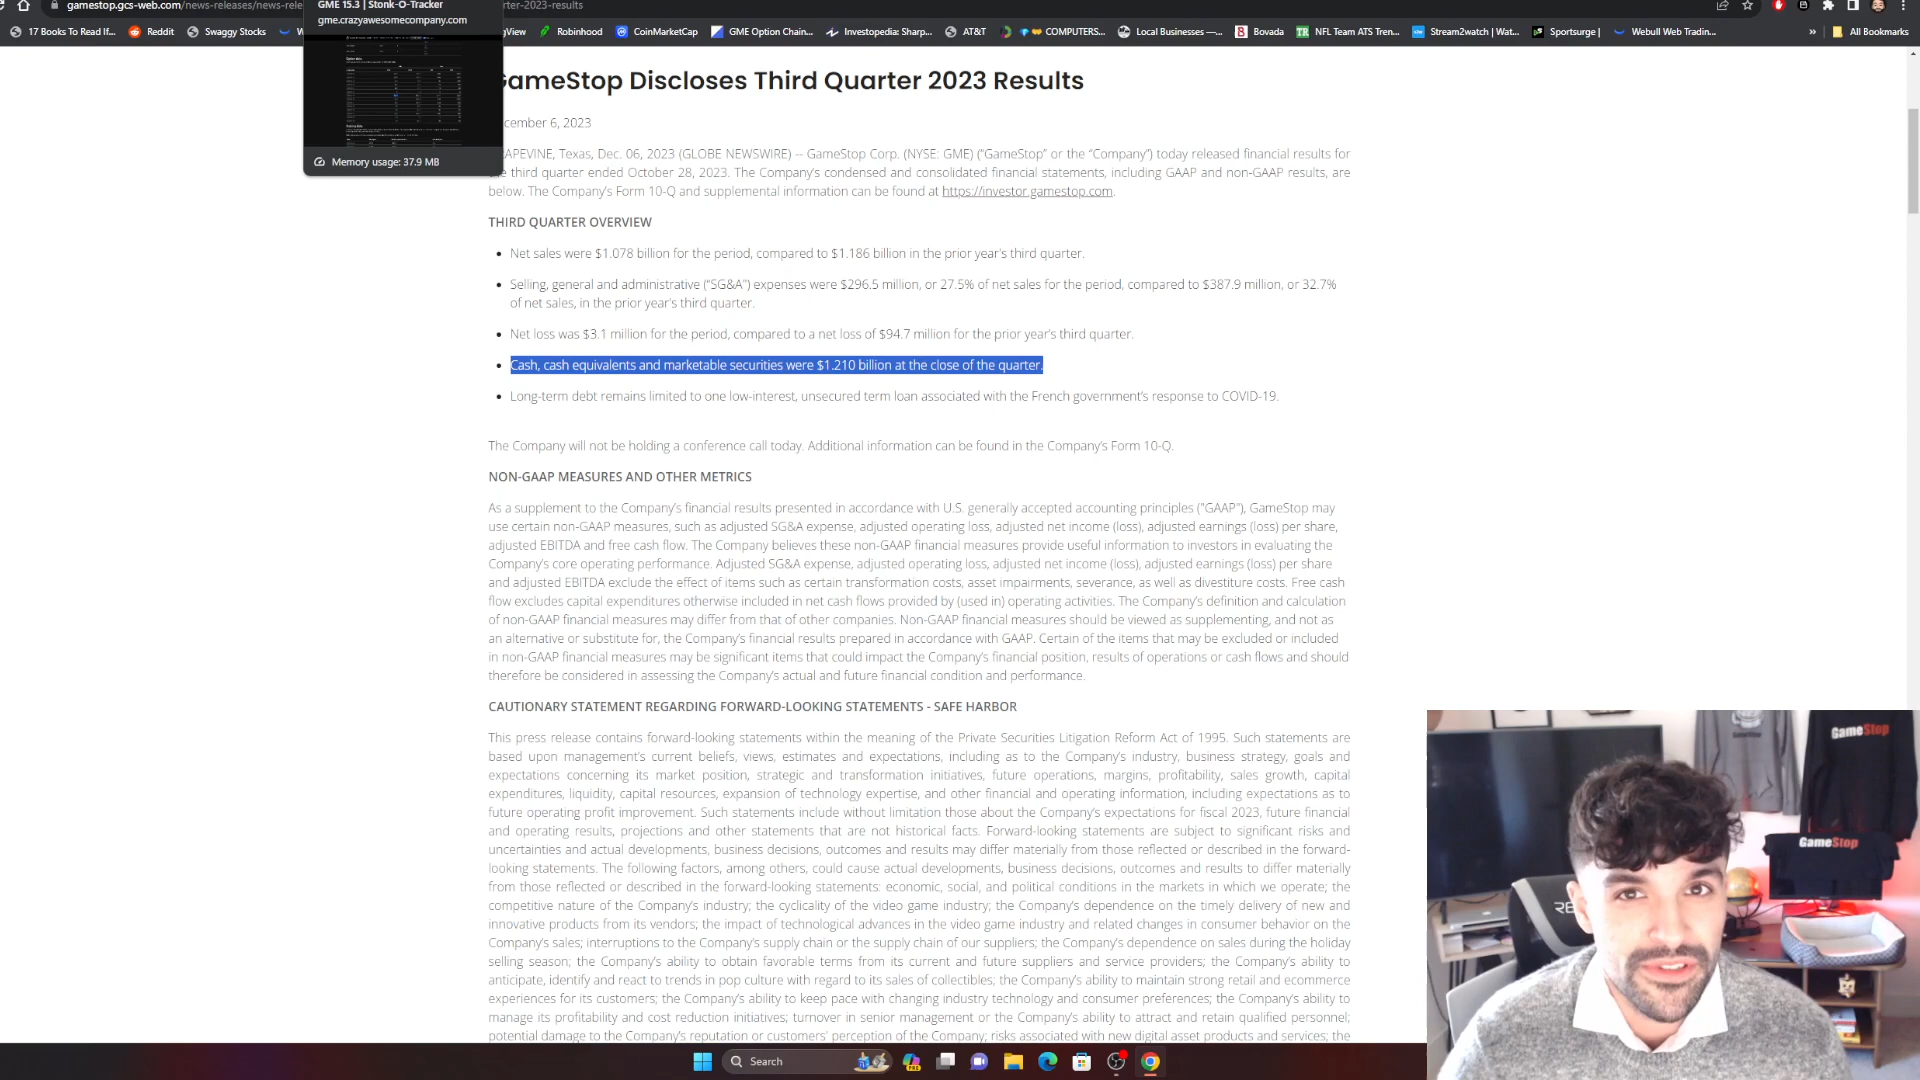 GME 15.3 | Stonk-O-Tracker
gamestop.gcs-web.com/news-releases/news-rele
rter-2023-results
gme.crazyawesomecompany.com
17 Books To Read If...
Reddit
Swaggy Stocks
W
gView
Robinhood
CoinMarketCap
GME Option Chain...
Investopedia: Sharp...
AT&T
COMPUTERS...
Local Businesses —...
Bovada
NFL Team ATS Tren...
Stream2watch | Wat...
Sportsurge |
Webull Web Tradin...
»
All Bookmarks
Memory usage: 37.9 MB
GameStop Discloses Third Quarter 2023 Results
cember 6, 2023
APEVINE, Texas, Dec. 06, 2023 (GLOBE NEWSWIRE) -- GameStop Corp. (NYSE: GME) (“GameStop” or the “Company”) today released financial results for
e third quarter ended October 28, 2023. The Company’s condensed and consolidated financial statements, including GAAP and non-GAAP results, are
below. The Company’s Form 10-Q and supplemental information can be found at https://investor.gamestop.com.
THIRD QUARTER OVERVIEW
• Net sales were $1.078 billion for the period, compared to $1.186 billion in the prior year's third quarter.
• Selling, general and administrative (“SG&A”) expenses were $296.5 million, or 27.5% of net sales for the period, compared to $387.9 million, or 32.7%
of net sales, in the prior year's third quarter.
• Net loss was $3.1 million for the period, compared to a net loss of $94.7 million for the prior year’s third quarter.
• Cash, cash equivalents and marketable securities were $1.210 billion at the close of the quarter.
• Long-term debt remains limited to one low-interest, unsecured term loan associated with the French government’s response to COVID-19.
The Company will not be holding a conference call today. Additional information can be found in the Company’s Form 10-Q.
NON-GAAP MEASURES AND OTHER METRICS
As a supplement to the Company’s financial results presented in accordance with U.S. generally accepted accounting principles ("GAAP"), GameStop may
use certain non-GAAP measures, such as adjusted SG&A expense, adjusted operating loss, adjusted net income (loss), adjusted earnings (loss) per share,
adjusted EBITDA and free cash flow. The Company believes these non-GAAP financial measures provide useful information to investors in evaluating the
Company’s core operating performance. Adjusted SG&A expense, adjusted operating loss, adjusted net income (loss), adjusted earnings (loss) per share
and adjusted EBITDA exclude the effect of items such as certain transformation costs, asset impairments, severance, as well as divestiture costs. Free cash
flow excludes capital expenditures otherwise included in net cash flows provided by (used in) operating activities. The Company’s definition and calculation
of non-GAAP financial measures may differ from that of other companies. Non-GAAP financial measures should be viewed as supplementing, and not as
an alternative or substitute for, the Company’s financial results prepared in accordance with GAAP. Certain of the items that may be excluded or included
in non-GAAP financial measures may be significant items that could impact the Company’s financial position, results of operations or cash flows and should
therefore be considered in assessing the Company’s actual and future financial condition and performance.
CAUTIONARY STATEMENT REGARDING FORWARD-LOOKING STATEMENTS - SAFE HARBOR
This press release contains forward-looking statements within the meaning of the Private Securities Litigation Reform Act of 1995. Such statements are
based upon management’s current beliefs, views, estimates and expectations, including as to the Company’s industry, business strategy, goals and
expectations concerning its market position, strategic and transformation initiatives, future operations, margins, profitability, sales growth, capital
expenditures, liquidity, capital resources, expansion of technology expertise, and other financial and operating information, including expectations as to
future operating profit improvement. Such statements include without limitation those about the Company’s expectations for fiscal 2023, future financial
and operating results, projections and other statements that are not historical facts. Forward-looking statements are subject to significant risks and
uncertainties and actual developments, business decisions, outcomes and results may differ materially from those reflected or described in the forward-
looking statements. The following factors, among others, could cause actual developments, business decisions, outcomes and results to differ materially
from those reflected or described in the forward-looking statements: economic, social, and political conditions in the markets in which we operate; the
competitive nature of the Company’s industry; the cyclicality of the video game industry; the Company’s dependence on the timely delivery of new and
innovative products from its vendors; the impact of technological advances in the video game industry and related changes in consumer behavior on the
Company’s sales; interruptions to the Company’s supply chain or the supply chain of our suppliers; the Company’s dependence on sales during the holiday
selling season; the Company’s ability to obtain favorable terms from its current and future suppliers and service providers; the Company’s ability to
anticipate, identify and react to trends in pop culture with regard to its sales of collectibles; the Company’s ability to maintain strong retail and ecommerce
experiences for its customers; the Company’s ability to keep pace with changing industry technology and consumer preferences; the Company’s ability to
manage its profitability and cost reduction initiatives; turnover in senior management or the Company’s ability to attract and retain qualified personnel;
potential damage to the Company’s reputation or customers’ perception of the Company; risks associated with new digital asset products and services; the
GameStop
GameStop
RE
Search